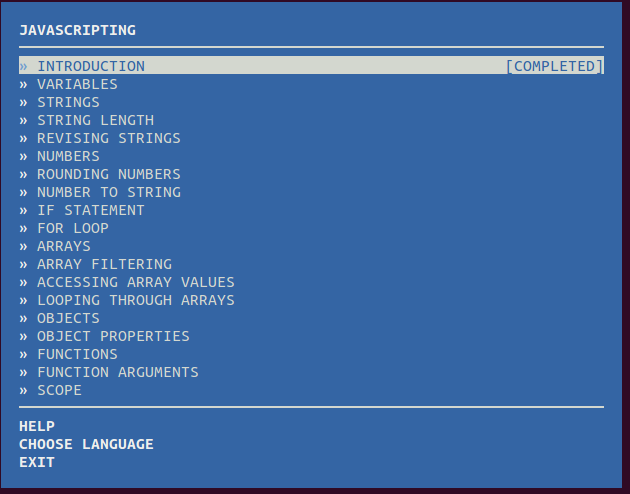 JAVASCRIPTING
» INTRODUCTION [COMPLETED]
» VARIABLES
» STRINGS
» STRING LENGTH
» REVISING STRINGS
» NUMBERS
» ROUNDING NUMBERS
» NUMBER TO STRING
» IF STATEMENT
» FOR LOOP
» ARRAYS
» ARRAY FILTERING
» ACCESSING ARRAY VALUES
» LOOPING THROUGH ARRAYS
» OBJECTS
» OBJECT PROPERTIES
» FUNCTIONS
» FUNCTION ARGUMENTS
» SCOPE
HELP
CHOOSE LANGUAGE
EXIT